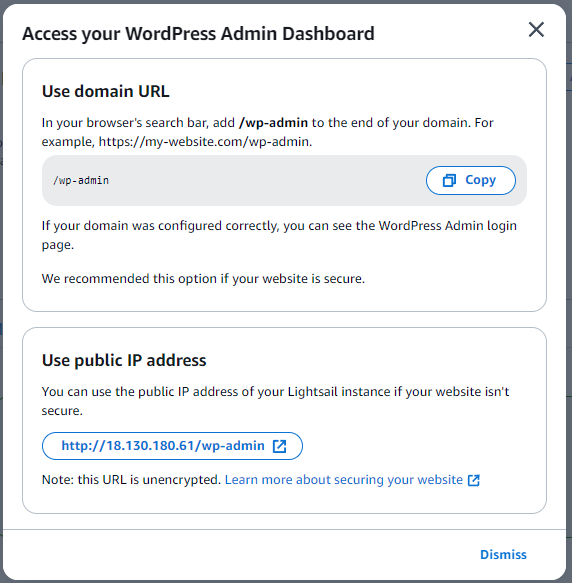 Access your WordPress Admin Dashboard
Use domain URL
In your browser's search bar, add /wp-admin to the end of your domain. For
example, https://my-website.com/wp-admin.
/wp-admin
Copy
If your domain was configured correctly, you can see the WordPress Admin login
page.
We recommended this option if your website is secure.
Use public IP address
You can use the public IP address of your Lightsail instance if your website isn't
secure.
http://18.130.180.61/wp-admin
Note: this URL is unencrypted. Learn more about securing your website
Dismiss